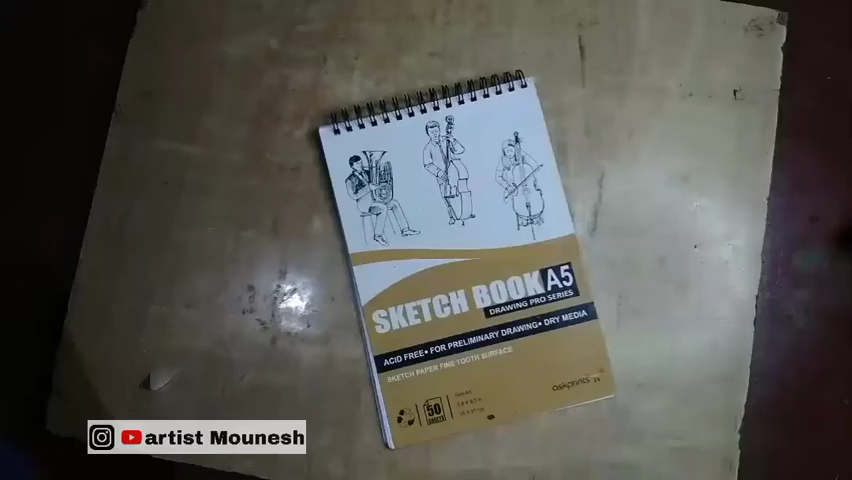 SKETCH BOOK A5
DRAWING PRO SERIES
ACID FREE• FOR PRELIMINARY DRAWING• DRY MEDIA
SKETCH PAPER FINE TOOTH SURFACE
askprints
50
SHEETS
artist Mounesh